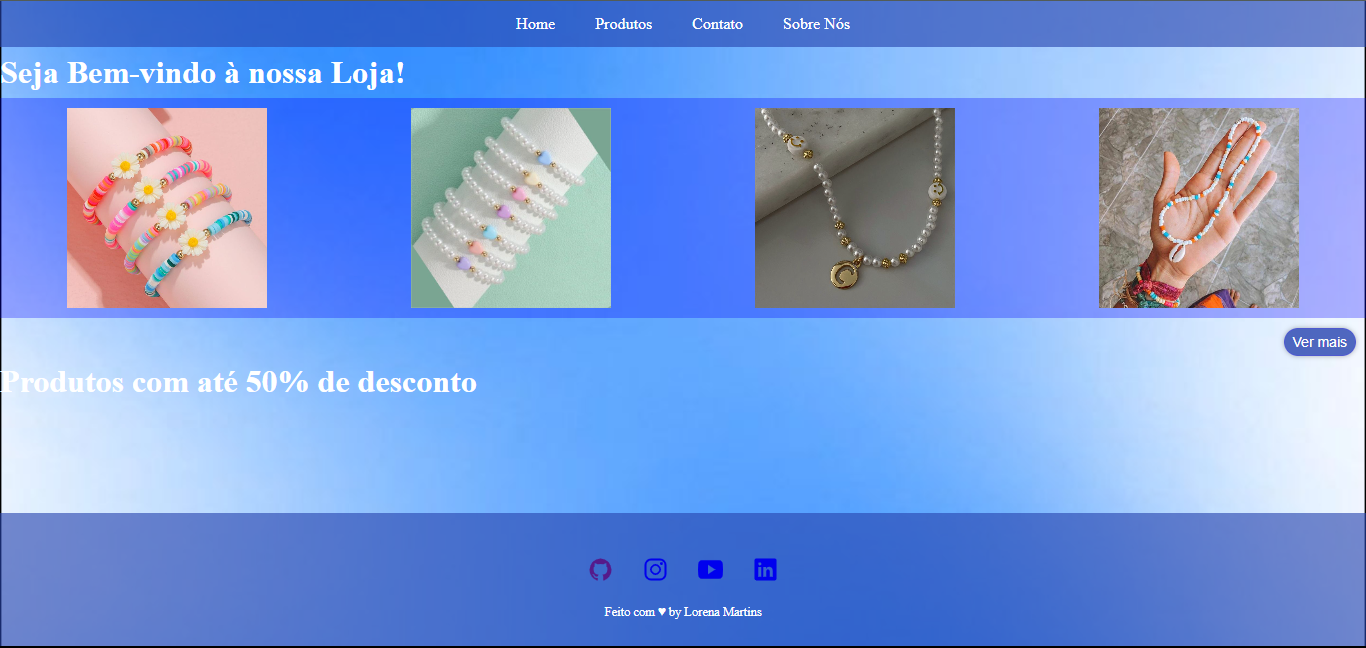 Home Produtos Contato Sobre Nós
Seja Bem-vindo à nossa Loja!
Ver mais
Produtos com até 50% de desconto
Feito com ♥ by Lorena Martins